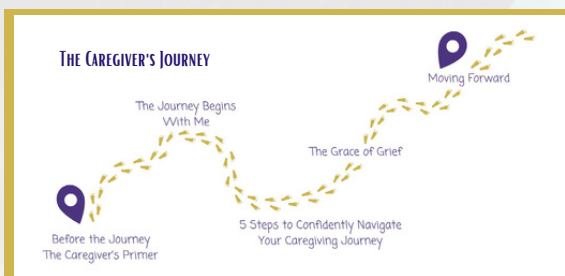 The Caregiver's Journey
Moving Forward
The Journey Begins
With Me
The Grace of Grief
5 Steps to Confidently Navigate
Your Caregiving Journey
Before the Journey
The Caregiver's Primer